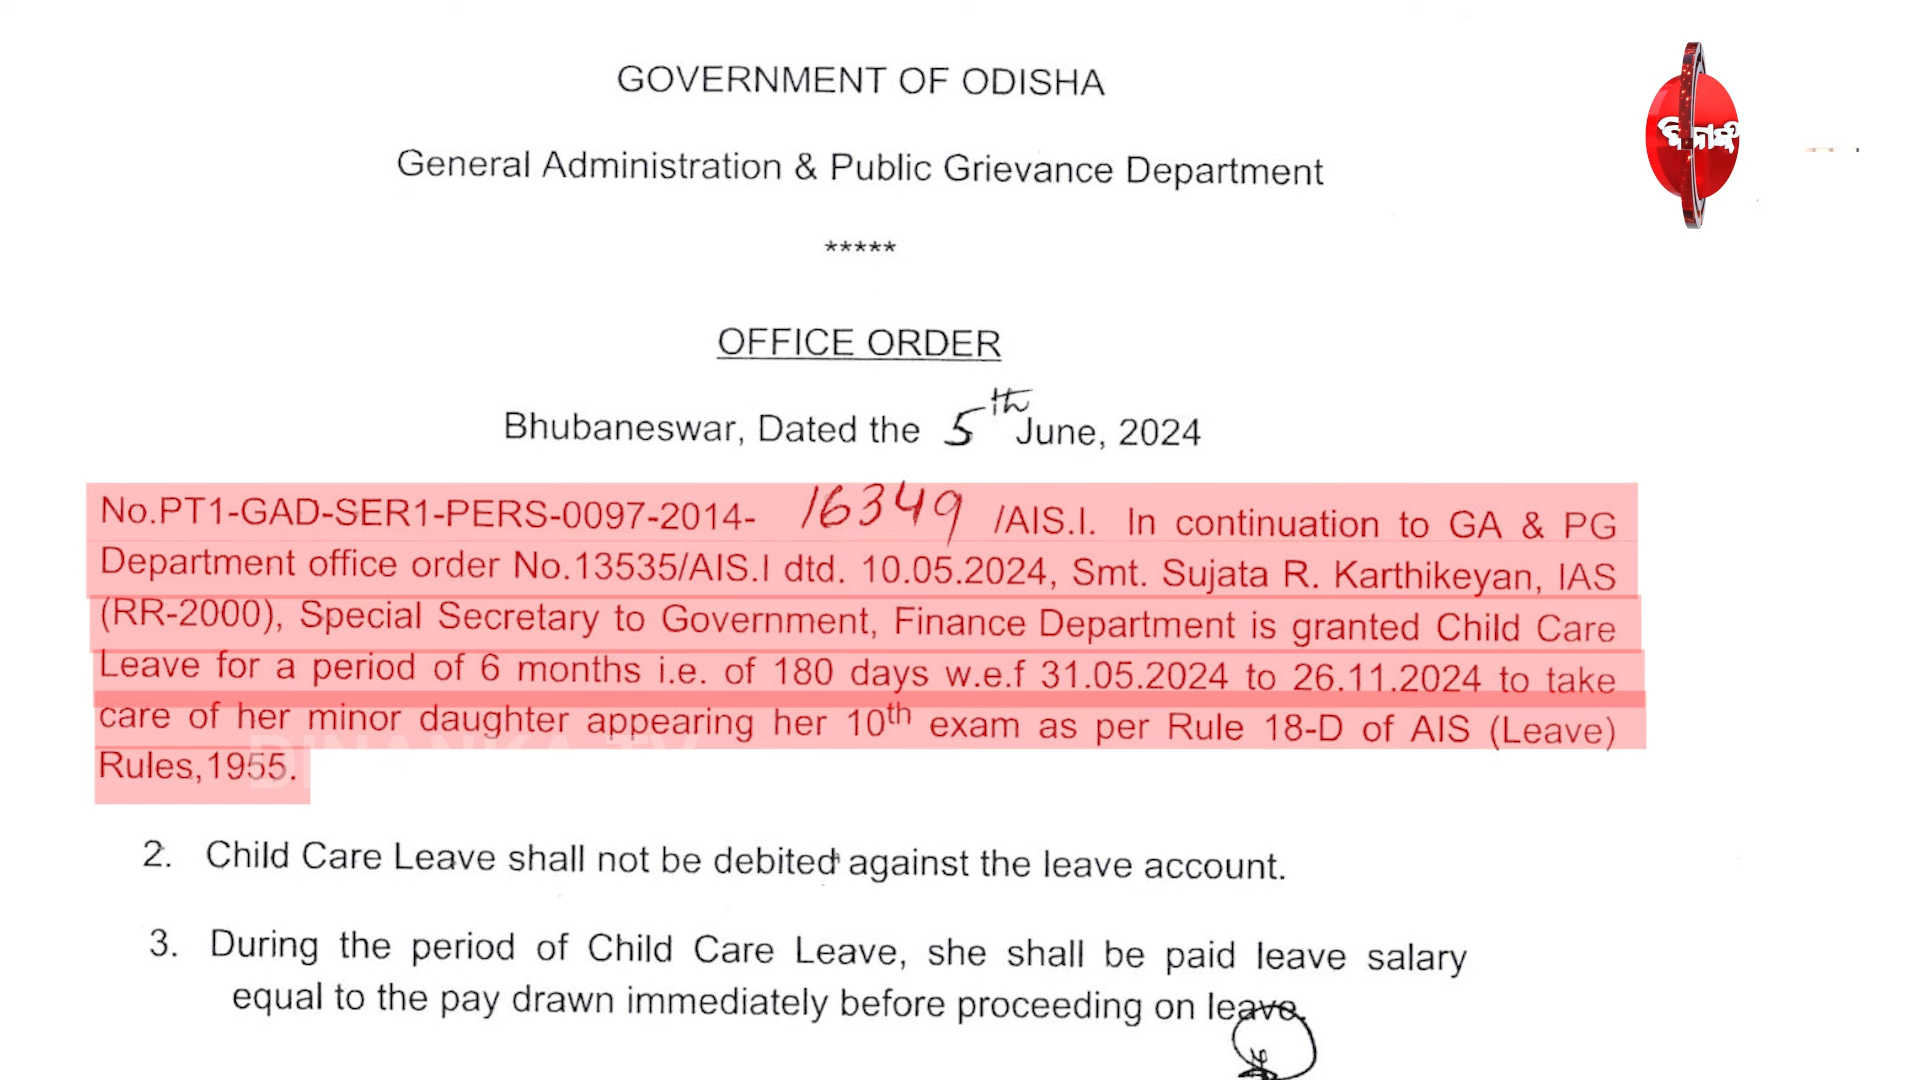 GOVERNMENT OF ODISHA
General Administration & Public Grievance Department
*****
OFFICE ORDER
Bhubaneswar, Dated the 5th June, 2024
No.PT1-GAD-SER1-PERS-0097-2014- 16349 /AIS.I. In continuation to GA & PG
Department office order No.13535/AIS.I dtd. 10.05.2024, Smt. Sujata R. Karthikeyan, IAS
(RR-2000), Special Secretary to Government, Finance Department is granted Child Care
Leave for a period of 6 months i.e. of 180 days w.e.f 31.05.2024 to 26.11.2024 to take
care of her minor daughter appearing her 10th exam as per Rule 18-D of AIS (Leave)
Rules,1955.
DINANKA TV
2. Child Care Leave shall not be debited against the leave account.
3. During the period of Child Care Leave, she shall be paid leave salary
equal to the pay drawn immediately before proceeding on leave.